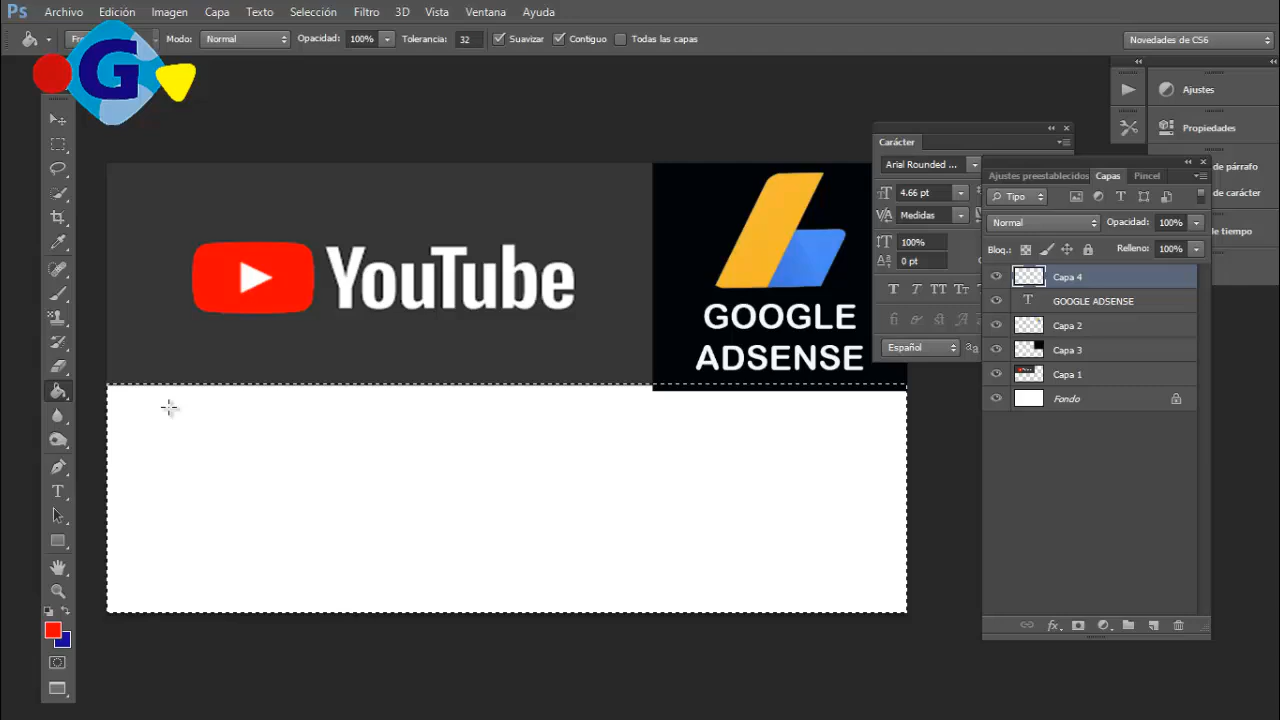 Ps Archivo Edición Imagen Capa Texto Selección Filtro 3D Vista Ventana Ayuda
Modo: Normal Opacidad: 100% Tolerancia: 32 Suavizar Contiguo Todas las capas Novedades de CS6
G
Ajustes
Propiedades
de párrafo
de carácter
de tiempo
Carácter
Arial Rounded ...
4.66 pt
Medidas
100%
0 pt
Español
Ajustes preestablecidos Capas Pincel
Tipo
Normal Opacidad: 100%
Bloq.: Relleno: 100%
Capa 4
GOOGLE ADSENSE
Capa 2
Capa 3
Capa 1
Fondo
YouTube
GOOGLE
ADSENSE